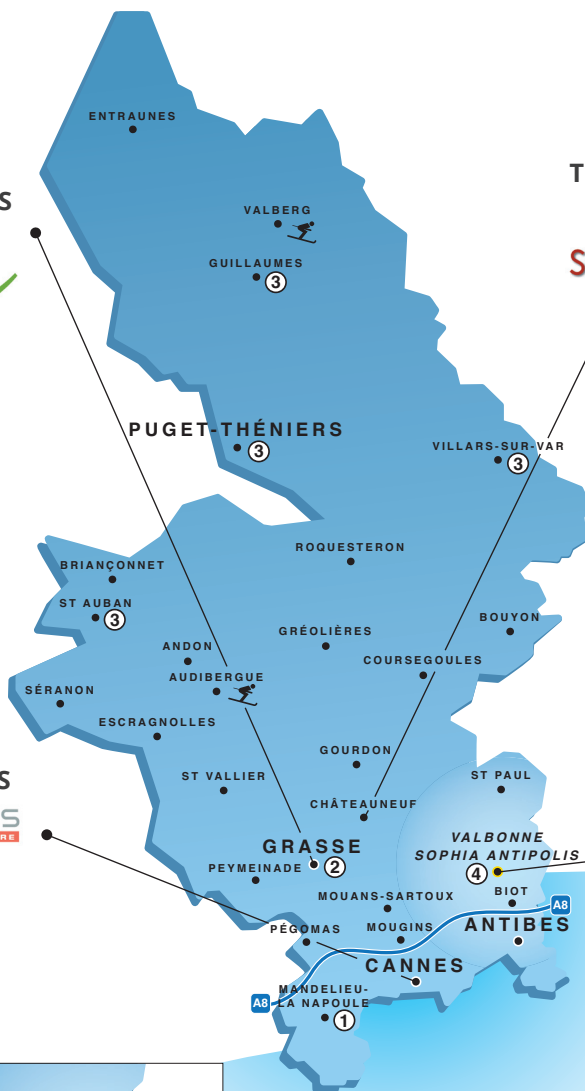 ENTRAUNES
T
S
VALBERG
GUILLAUMES
3
S
PUGET-THÉNIERS
3
VILLARS-SUR-VAR
3
ROQUESTERON
BRIANÇONNET
ST AUBAN
3
BOUYON
GRÉOLIÈRES
ANDON
COURSEGOULES
AUDIBERGUE
SÉRANON
ESCRAGNOLLES
GOURDON
ST VALLIER
ST PAUL
S
CHÂTEAUNEUF
S
RE
VALBONNE
SOPHIA ANTIPOLIS
4
GRASSE
2
PEYMEINADE
BIOT
MOUANS-SARTOUX
A8
PÉGOMAS
MOUGINS
ANTIBES
CANNES
MANDELIEU-
LA NAPOULE
A8
1